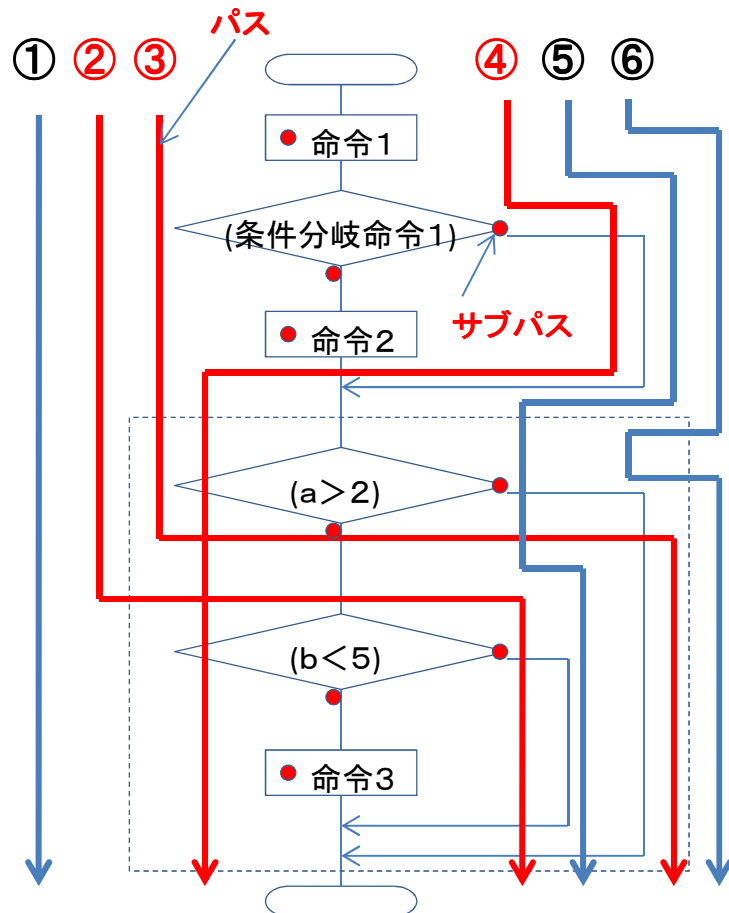 パス
① ② ③ ④ ⑤ ⑥
命令1
(条件分岐命令1)
命令2
サブパス
(a>2)
(b<5)
命令3